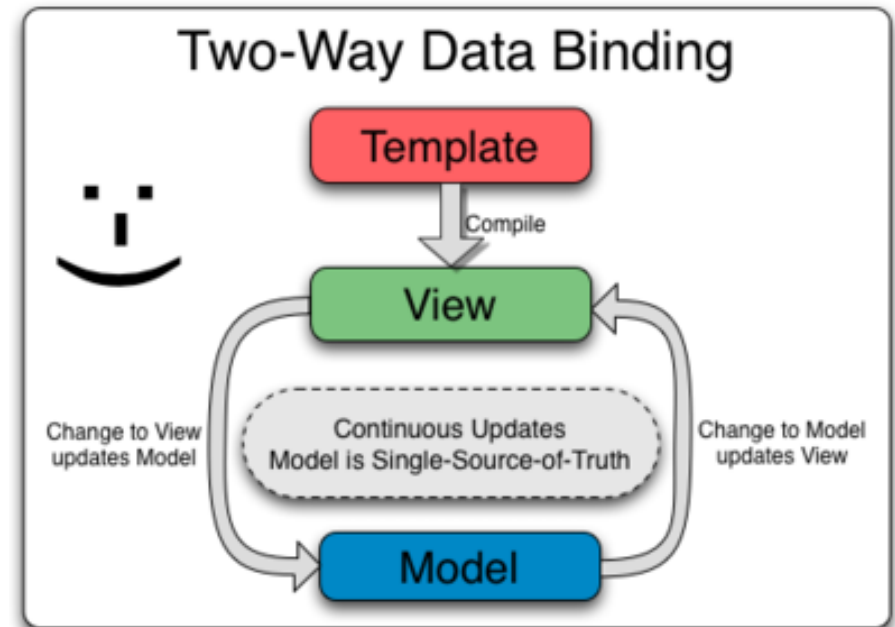 Two-Way Data Binding
Template
Compile
View
Change to View
updates Model
Continuous Updates
Model is Single-Source-of-Truth
Change to Model
updates View
Model